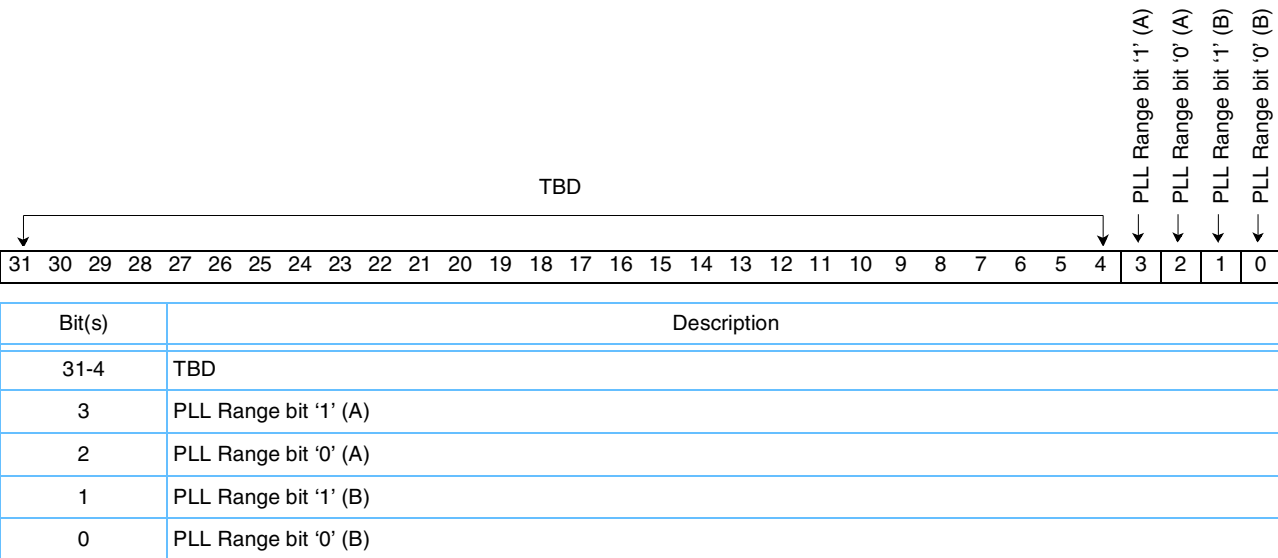 PLL Range bit ‘1’ (A)
PLL Range bit ‘0’ (A)
PLL Range bit ‘1’ (B)
PLL Range bit ‘0’ (B)
TBD
31 30 29 28 27 26 25 24 23 22 21 20 19 18 17 16 15 14 13 12 11 10 9 8 7 6 5 4 3 2 1 0
Bit(s) Description
31-4 TBD
3 PLL Range bit ‘1’ (A)
2 PLL Range bit ‘0’ (A)
1 PLL Range bit ‘1’ (B)
0 PLL Range bit ‘0’ (B)